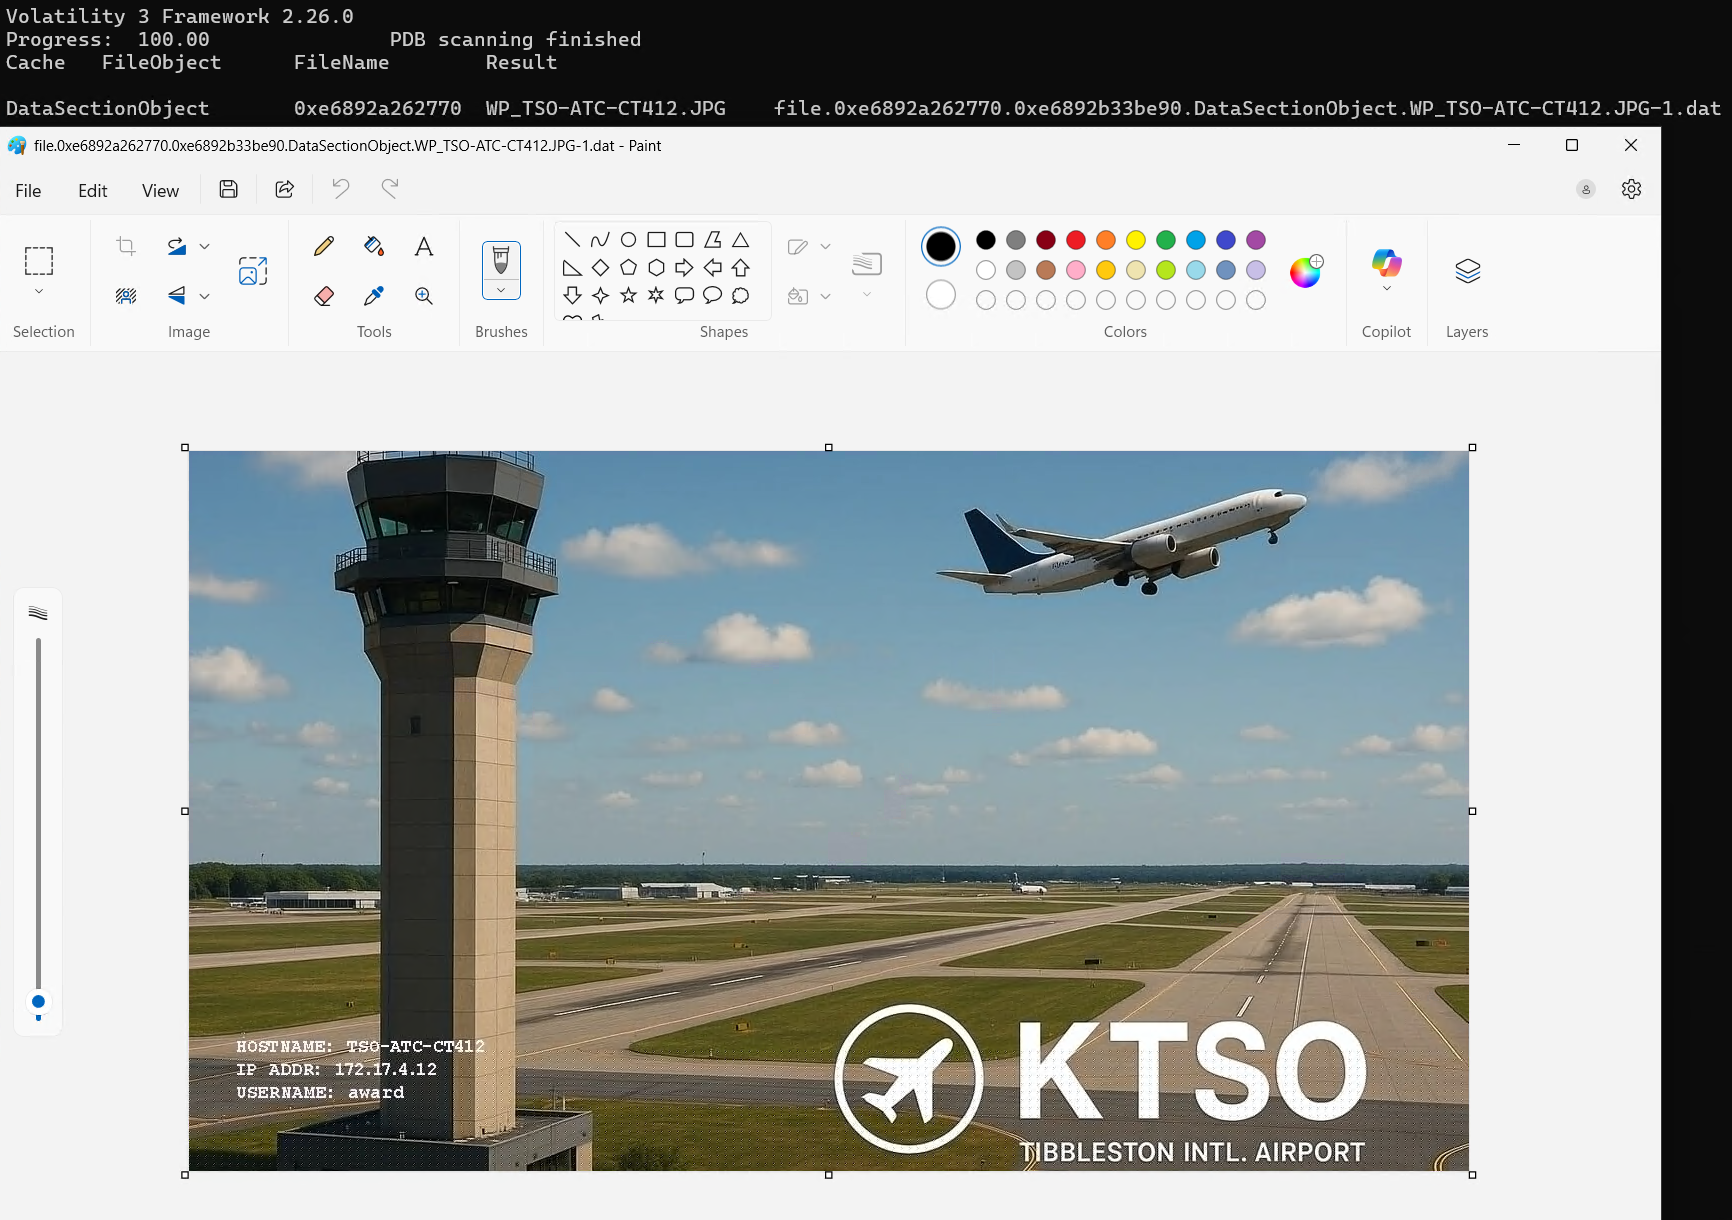 Volatility 3 Framework 2.26.0
Progress:  100.00               PDB scanning finished
Cache   FileObject      FileName        Result
DataSectionObject       0xe6892a262770  WP_TSO-ATC-CT412.JPG    file.0xe6892a262770.0xe6892b33be90.DataSectionObject.WP_TSO-ATC-CT412.JPG-1.dat
file.0xe6892a262770.0xe6892b33be90.DataSectionObject.WP_TSO-ATC-CT412.JPG-1.dat - Paint
File Edit View
Selection Image Tools Brushes Shapes Colors Copilot Layers
HOSTNAME: TSO-ATC-CT412
IP ADDR: 172.17.4.12
USERNAME: award
KTSO
TIBBLESTON INTL. AIRPORT